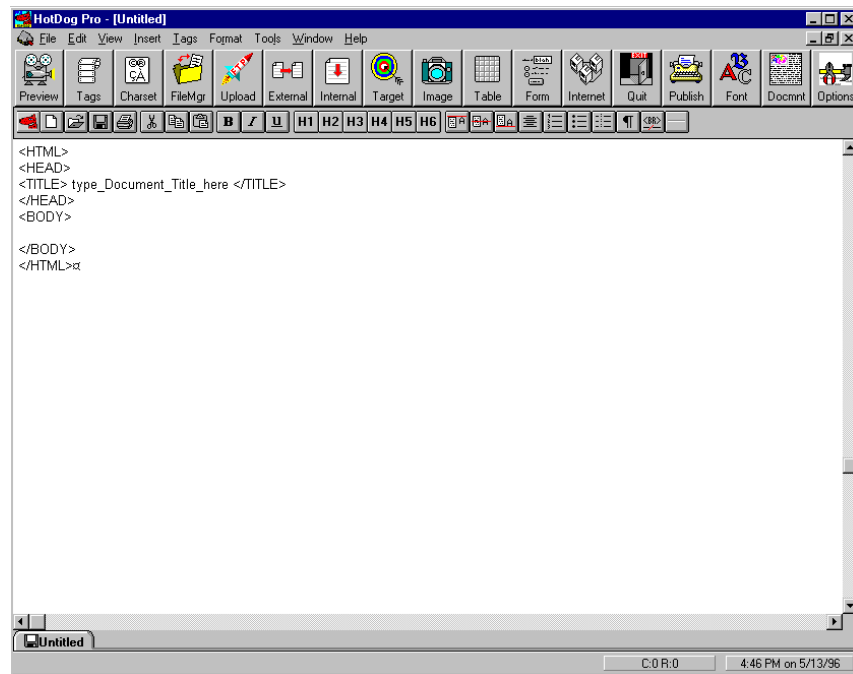 HotDog Pro - [Untitled]
File Edit View Insert Tags Format Tools Window Help
Preview Tags Charset FileMgr Upload External Internal Target Image Table Form Internet Quit Publish Font Docmnt Options
B I U H1 H2 H3 H4 H5 H6 ¶
<HTML>
<HEAD>
<TITLE> type_Document_Title_here </TITLE>
</HEAD>
<BODY>
</BODY>
</HTML>¤
Untitled
C:0 R:0 4:46 PM on 5/13/96